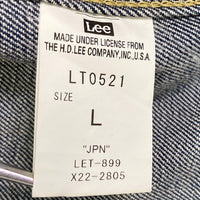 Lee
MADE UNDER LICENSE FROM
THE H.D.LEE COMPANY,INC.,U.S.A.
LT0521
SIZE
L
"JPN"
LET-899
X22-2805